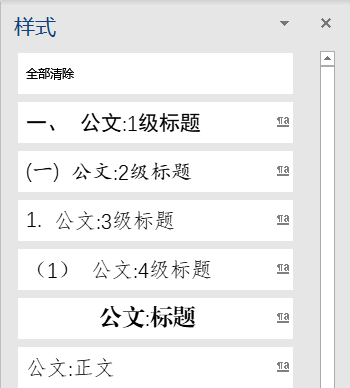 样式
全部清除
一、 公文:1级标题
(一) 公文:2级标题
1. 公文:3级标题
（1） 公文:4级标题
公文:标题
公文:正文